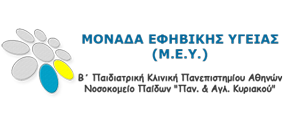 ΜΟΝΑΔΑ ΕΦΗΒΙΚΗΣ ΥΓΕΙΑΣ
(Μ.Ε.Υ.)
Β΄ Παιδιατρική Κλινική Πανεπιστημίου Αθηνών
Νοσοκομείο Παίδων "Παν. & Αγλ. Κυριακού"